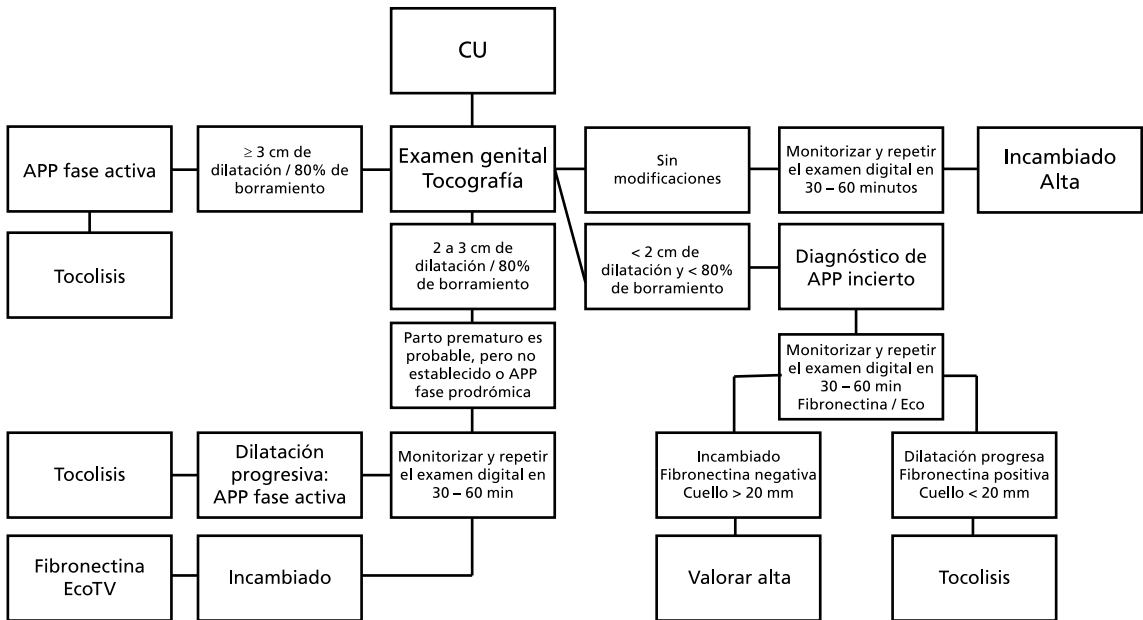 CU
APP fase activa
≥ 3 cm de
dilatación / 80% de
borramiento
Examen genital
Tocografía
Sin
modificaciones
Monitorizar y repetir
el examen digital en
30 – 60 minutos
Incambiado
Alta
Tocolisis
2 a 3 cm de
dilatación / 80%
de borramiento
< 2 cm de
dilatación y < 80%
de borramiento
Diagnóstico de
APP incierto
Parto prematuro es
probable, pero no
establecido o APP
fase prodrómica
Monitorizar y repetir
el examen digital en
30 – 60 min
Fibronectina / Eco
Tocolisis
Dilatación
progresiva:
APP fase activa
Monitorizar y repetir
el examen digital en
30 – 60 min
Incambiado
Fibronectina negativa
Cuello > 20 mm
Dilatación progresa
Fibronectina positiva
Cuello < 20 mm
Fibronectina
EcoTV
Incambiado
Valorar alta
Tocolisis